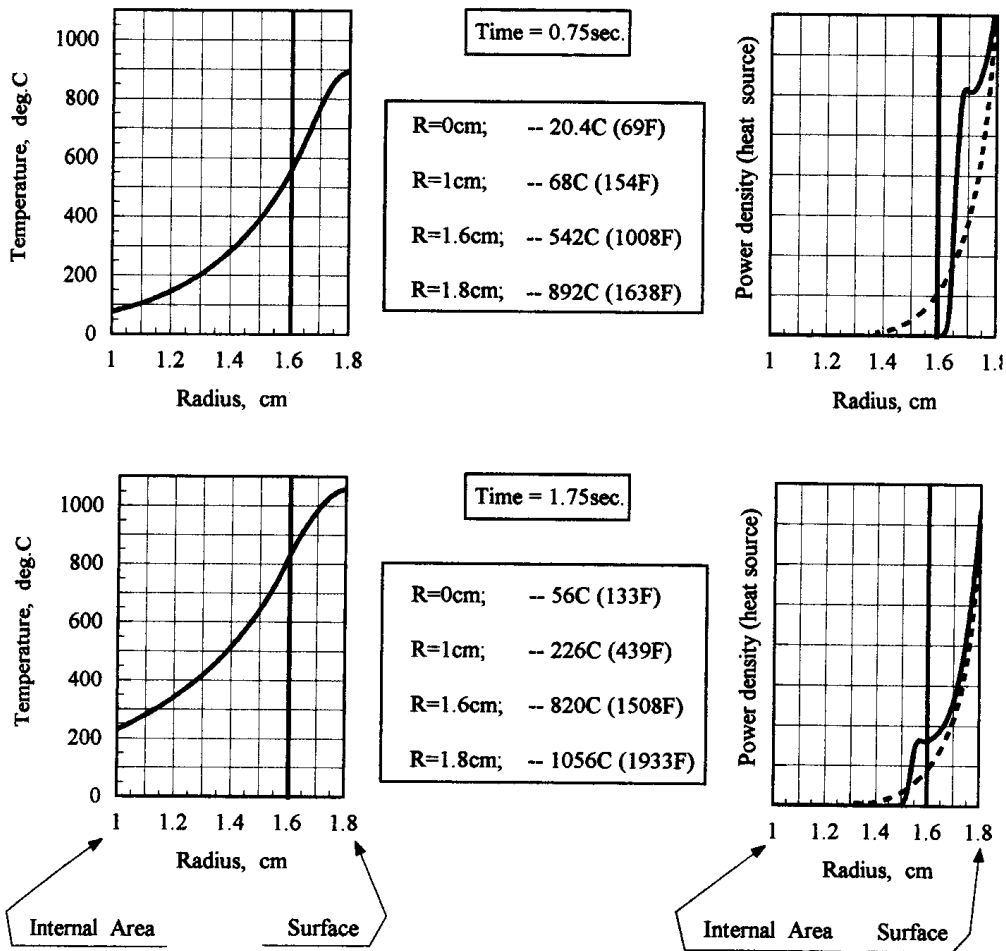 Time = 0.75sec.
Temperature, deg.C
1000
800
600
400
200
0
1 1.2 1.4 1.6 1.8
Radius, cm
R=0cm; -- 20.4C (69F)
R=1cm; -- 68C (154F)
R=1.6cm; -- 542C (1008F)
R=1.8cm; -- 892C (1638F)
Power density (heat source)
1 1.2 1.4 1.6 1.8
Radius, cm
Time = 1.75sec.
Temperature, deg.C
1000
800
600
400
200
0
1 1.2 1.4 1.6 1.8
Radius, cm
Internal Area Surface
R=0cm; -- 56C (133F)
R=1cm; -- 226C (439F)
R=1.6cm; -- 820C (1508F)
R=1.8cm; -- 1056C (1933F)
Power density (heat source)
1 1.2 1.4 1.6 1.8
Radius, cm
Internal Area Surface